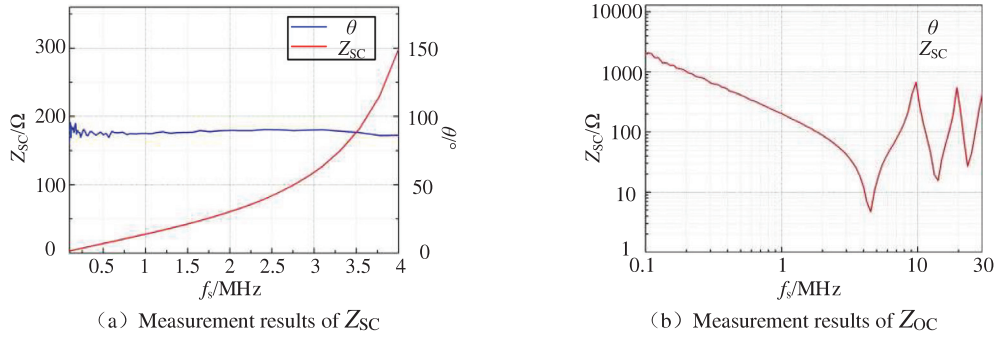 θ
Z_SC
Z_SC/Ω
300
200
100
0
150
100
50
0
θ/°
0.5 1 1.5 2 2.5 3 3.5 4
f_s/MHz
(a) Measurement results of Z_SC
θ
Z_SC
Z_SC/Ω
10000
1000
100
10
1
0.1 1 10 30
f_s/MHz
(b) Measurement results of Z_OC